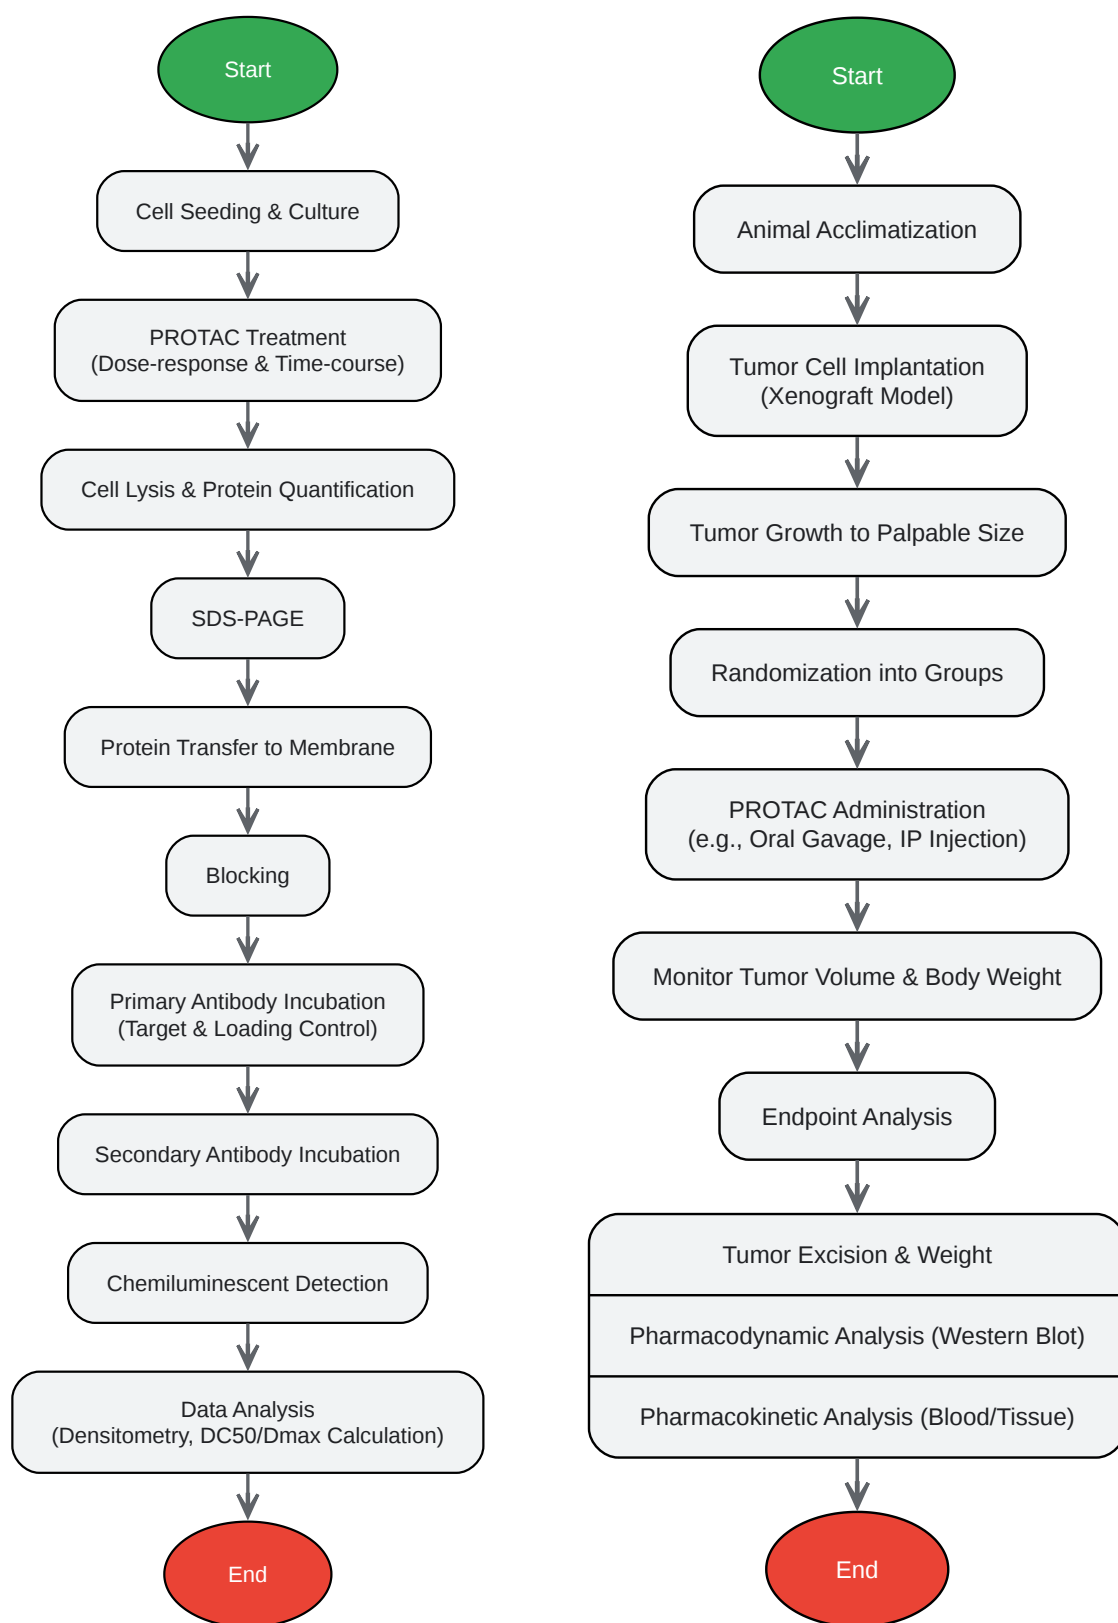 Start
Cell Seeding & Culture
PROTAC Treatment
(Dose-response & Time-course)
Cell Lysis & Protein Quantification
SDS-PAGE
Protein Transfer to Membrane
Blocking
Primary Antibody Incubation
(Target & Loading Control)
Secondary Antibody Incubation
Chemiluminescent Detection
Data Analysis
(Densitometry, DC50/Dmax Calculation)
End
Start
Animal Acclimatization
Tumor Cell Implantation
(Xenograft Model)
Tumor Growth to Palpable Size
Randomization into Groups
PROTAC Administration
(e.g., Oral Gavage, IP Injection)
Monitor Tumor Volume & Body Weight
Endpoint Analysis
Tumor Excision & Weight
Pharmacodynamic Analysis (Western Blot)
Pharmacokinetic Analysis (Blood/Tissue)
End